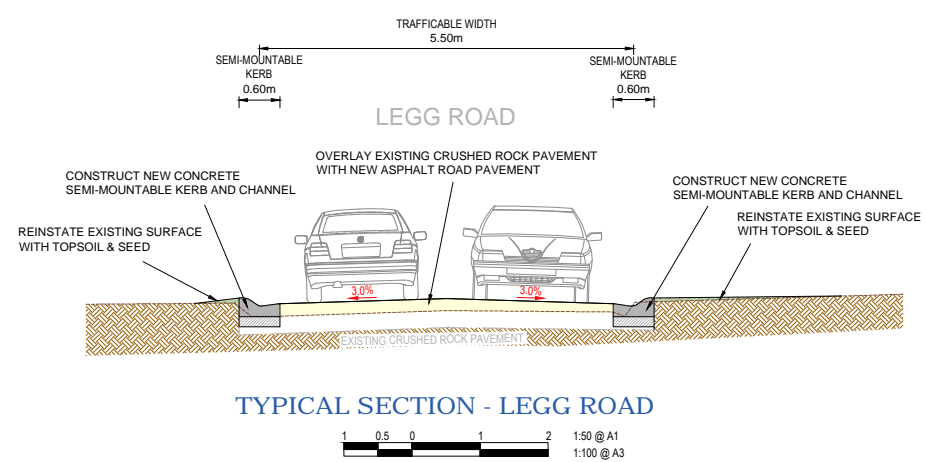 TRAFFICABLE WIDTH
5.50m
SEMI-MOUNTABLE
KERB
0.60m
SEMI-MOUNTABLE
KERB
0.60m
LEGG ROAD
OVERLAY EXISTING CRUSHED ROCK PAVEMENT
WITH NEW ASPHALT ROAD PAVEMENT
CONSTRUCT NEW CONCRETE
SEMI-MOUNTABLE KERB AND CHANNEL
CONSTRUCT NEW CONCRETE
SEMI-MOUNTABLE KERB AND CHANNEL
REINSTATE EXISTING SURFACE
WITH TOPSOIL & SEED
REINSTATE EXISTING SURFACE
WITH TOPSOIL & SEED
3.0%
3.0%
EXISTING CRUSHED ROCK PAVEMENT
TYPICAL SECTION - LEGG ROAD
1 0.5 0 1 2
1:50 @ A1
1:100 @ A3